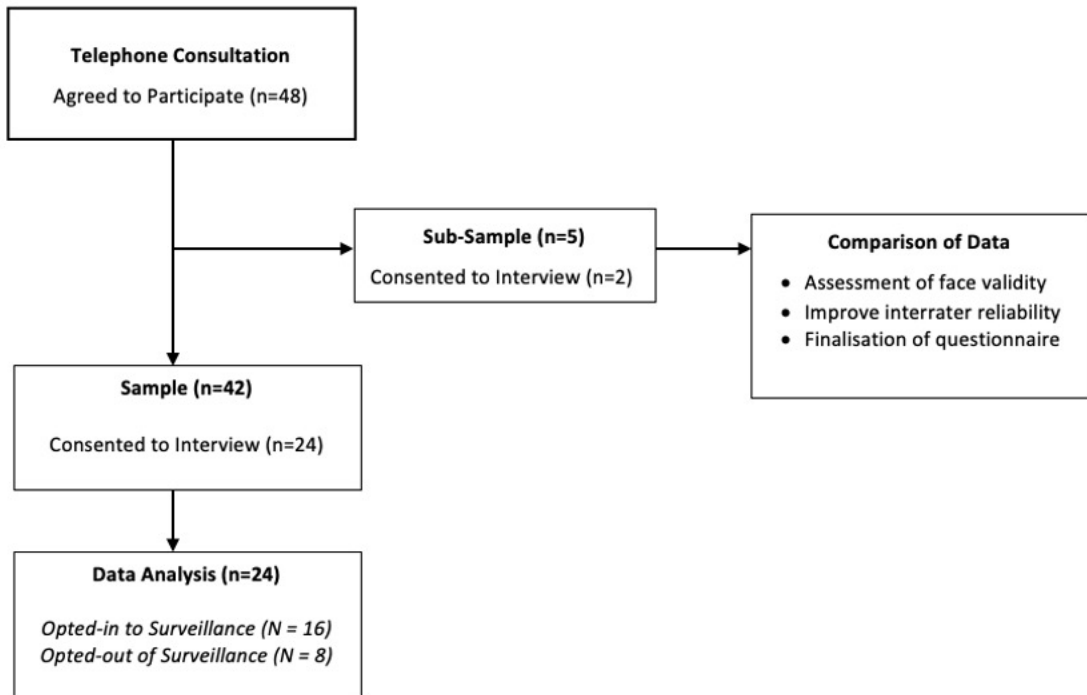 Telephone Consultation
Agreed to Participate (n=48)
Sub-Sample (n=5)
Consented to Interview (n=2)
Comparison of Data
• Assessment of face validity
• Improve interrater reliability
• Finalisation of questionnaire
Sample (n=42)
Consented to Interview (n=24)
Data Analysis (n=24)
Opted-in to Surveillance (N = 16)
Opted-out of Surveillance (N = 8)